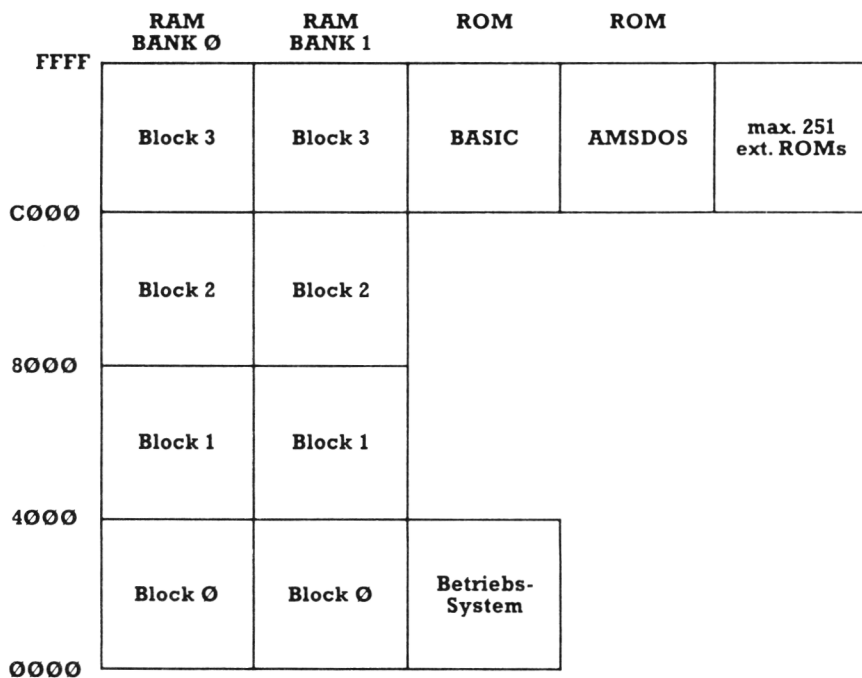 RAM BANK Ø
RAM BANK 1
ROM
ROM
FFFF
Block 3
Block 3
BASIC
AMSDOS
max. 251
ext. ROMs
CØØØ
Block 2
Block 2
8ØØØ
Block 1
Block 1
4ØØØ
Block Ø
Block Ø
Betriebs-
System
ØØØØ